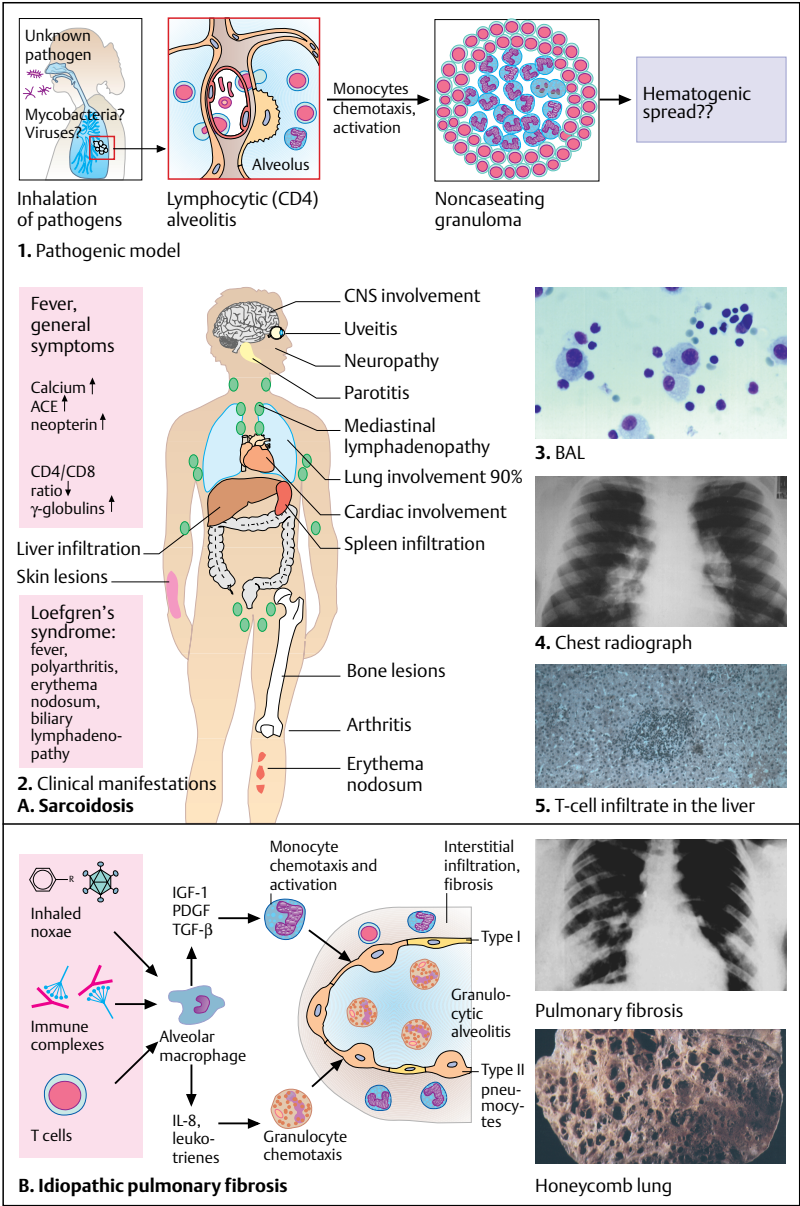 Unknown
pathogen
Mycobacteria?
Viruses?
Alveolus
Monocytes
chemotaxis,
activation
Hematogenic
spread??
Inhalation
of pathogens
Lymphocytic (CD4)
alveolitis
Noncaseating
granuloma
1. Pathogenic model
Fever,
general
symptoms
Calcium ↑
ACE ↑
neopterin ↑
CD4/CD8
ratio ↓
γ-globulins ↑
Liver infiltration
Skin lesions
Loefgren's
syndrome:
fever,
polyarthritis,
erythema
nodosum,
biliary
lymphadeno-
pathy
CNS involvement
Uveitis
Neuropathy
Parotitis
Mediastinal
lymphadenopathy
Lung involvement 90%
Cardiac involvement
Spleen infiltration
Bone lesions
Arthritis
Erythema
nodosum
2. Clinical manifestations
A. Sarcoidosis
3. BAL
4. Chest radiograph
5. T-cell infiltrate in the liver
R
Inhaled
noxae
Immune
complexes
T cells
IGF-1
PDGF
TGF-β
Alveolar
macrophage
IL-8,
leuko-
trienes
Monocyte
chemotaxis and
activation
Granulocyte
chemotaxis
Interstitial
infiltration,
fibrosis
Type I
Granulo-
cytic
alveolitis
Type II
pneu-
mocy-
tes
Pulmonary fibrosis
Honeycomb lung
B. Idiopathic pulmonary fibrosis